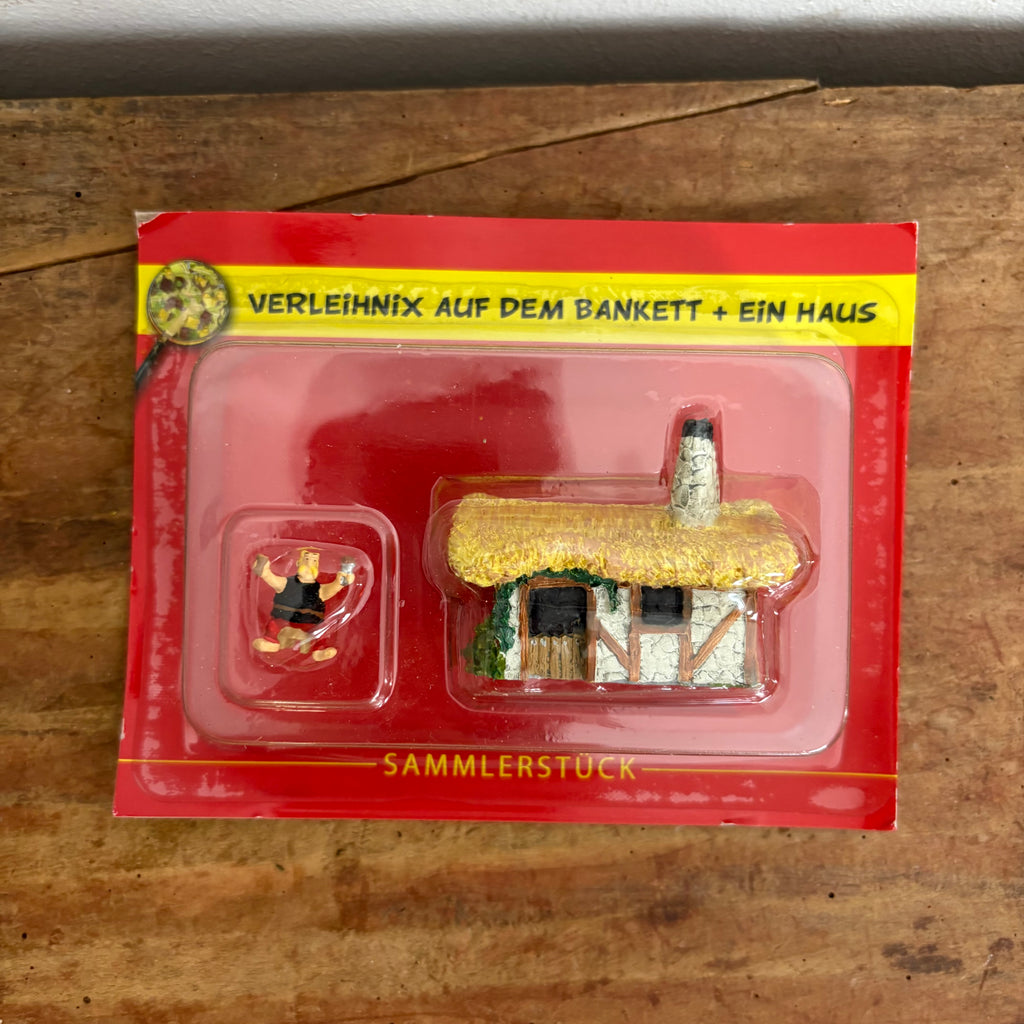 VERLEIHNIX AUF DEM BANKETT + EIN HAUS
SAMMLERSTÜCK